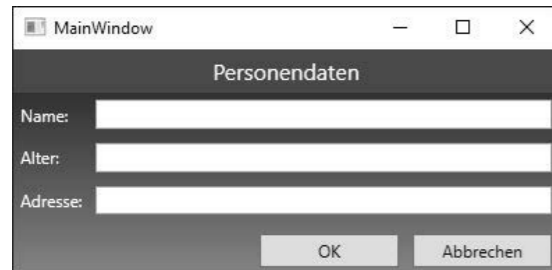 MainWindow
Personendaten
Name:
Alter:
Adresse:
OK Abbrechen